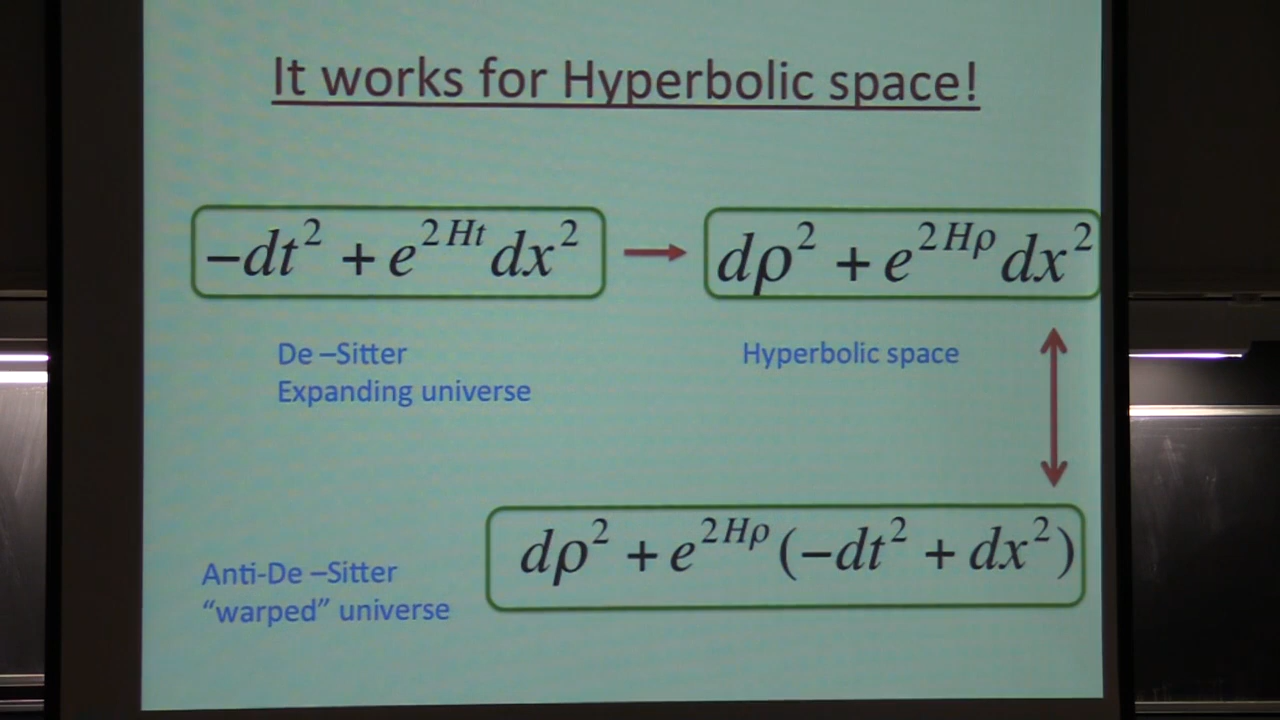 It works for Hyperbolic space!
−dt² + e^{2Ht} dx² → dρ² + e^{2Hρ} dx²
De –Sitter
Expanding universe
Hyperbolic space
dρ² + e^{2Hρ} (−dt² + dx²)
Anti-De –Sitter
“warped” universe